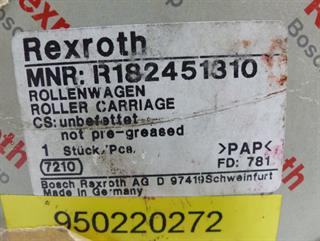 Rexroth
MNR: R182451310
ROLLENWAGEN
ROLLER CARRIAGE
CS: unbefettet
not pre-greased
1 Stück/Pcs. >PAP<
7210 FD: 781
Bosch Rexroth AG D 97419 Schweinfurt
Made in Germany
950220272